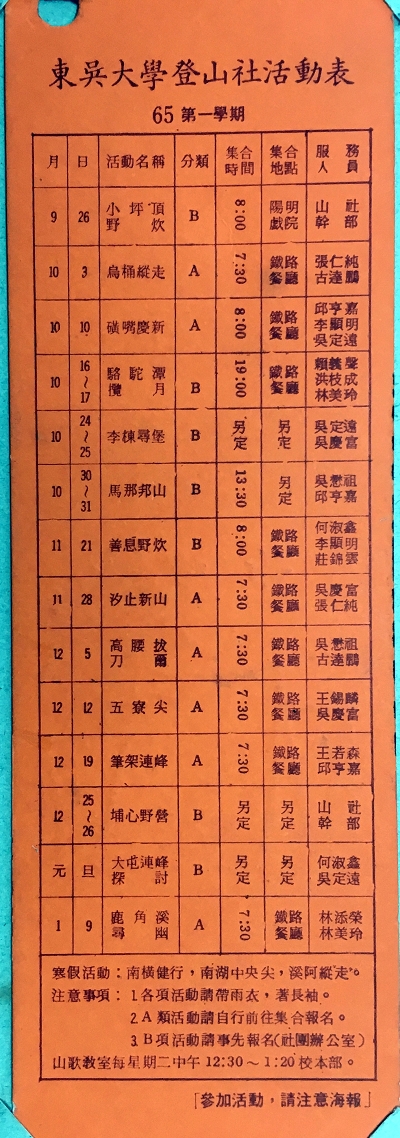 東吳大學登山社活動表
65 第一學期
月 日 活動名稱 分類 集合時間 集合地點 服務人員
9 26 小坪頂野炊 B 8:00 陽明戲院 山社幹部
10 3 烏桶縱走 A 7:30 鐵路餐廳 張仁純 古達鵬
10 10 磺嘴慶新 A 8:00 鐵路餐廳 邱亨嘉 李顯明 吳定遠
10 16~17 駱駝潭攬月 B 19:00 鐵路餐廳 賴義聲 洪枝成 林美玲
10 24~25 李棟尋堡 B 另定 另定 吳定遠 吳慶富
10 30~31 馬那邦山 B 13:30 另定 吳懋祖 邱亨嘉
11 21 善息野炊 B 8:00 鐵路餐廳 何淑鑫 李顯明 莊錦雲
11 28 汐止新山 A 7:30 鐵路餐廳 吳慶富 張仁純
12 5 高腰披刀爾 A 7:30 鐵路餐廳 吳懋祖 古達鵬
12 12 五寮尖 A 7:30 鐵路餐廳 王錫麟 吳慶富
12 19 筆架連峰 A 7:30 鐵路餐廳 王若森 邱亨嘉
12 25~26 埔心野營 B 另定 另定 山社幹部
元 旦 大屯連峰探討 B 另定 另定 何淑鑫 吳定遠
1 9 鹿角溪尋幽 A 7:30 鐵路餐廳 林添榮 林美玲
寒假活動：南橫健行，南湖中央尖，溪阿縱走。
注意事項：1.各項活動請帶雨衣，著長袖。
2.A類活動請自行前往集合報名。
3.B項活動請事先報名(社團辦公室)
山歌教室每星期二中午12:30～1:20校本部。
「參加活動，請注意海報」